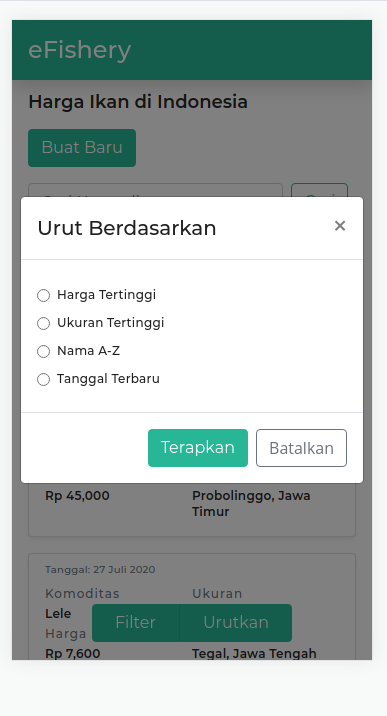 eFishery
Harga Ikan di Indonesia
Buat Baru
Urut Berdasarkan ×
Harga Tertinggi
Ukuran Tertinggi
Nama A-Z
Tanggal Terbaru
Terapkan Batalkan
Rp 45,000 Probolinggo, Jawa
Timur
Tanggal: 27 Juli 2020
Komoditas Ukuran
Lele
Harga
Filter Urutkan
Rp 7,600 Tegal, Jawa Tengah